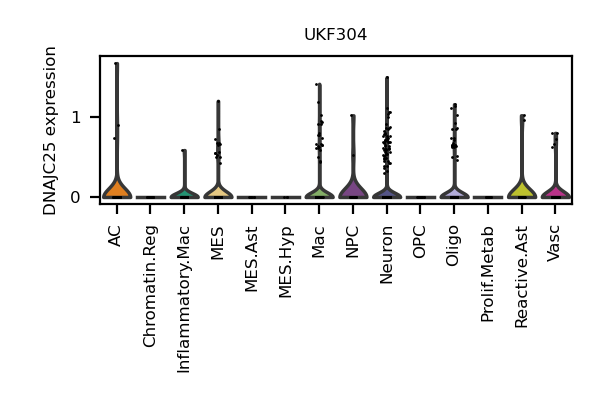 UKF304
DNAJC25 expression
1
0
AC
Chromatin.Reg
Inflammatory.Mac
MES
MES.Ast
MES.Hyp
Mac
NPC
Neuron
OPC
Oligo
Prolif.Metab
Reactive.Ast
Vasc